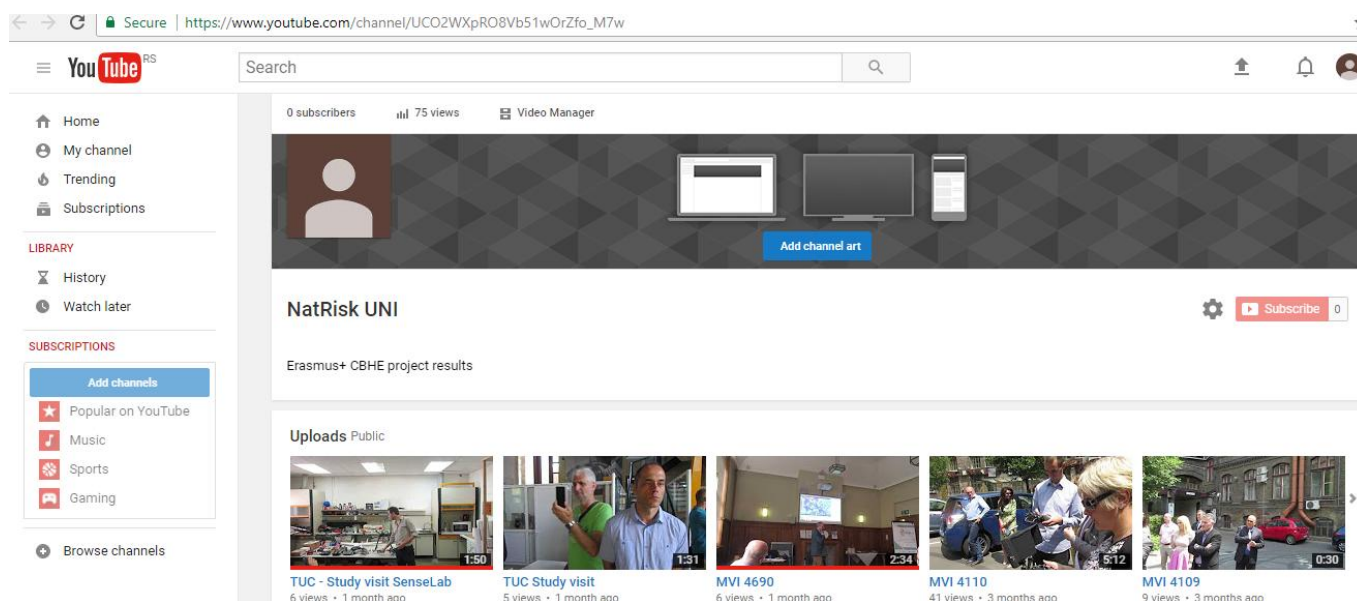 Secure | https://www.youtube.com/channel/UCO2WXpRO8Vb51wOrZfo_M7w
YouTube RS
Search
0 subscribers 75 views Video Manager
Home
My channel
Trending
Subscriptions
LIBRARY
History
Watch later
SUBSCRIPTIONS
Add channels
Popular on YouTube
Music
Sports
Gaming
Browse channels
Add channel art
NatRisk UNI
Subscribe 0
Erasmus+ CBHE project results
Uploads Public
1:50 1:31 2:34 5:12 0:30
TUC - Study visit SenseLab TUC Study visit MVI 4690 MVI 4110 MVI 4109
6 views • 1 month ago 5 views • 1 month ago 6 views • 1 month ago 41 views • 3 months ago 9 views • 3 months ago